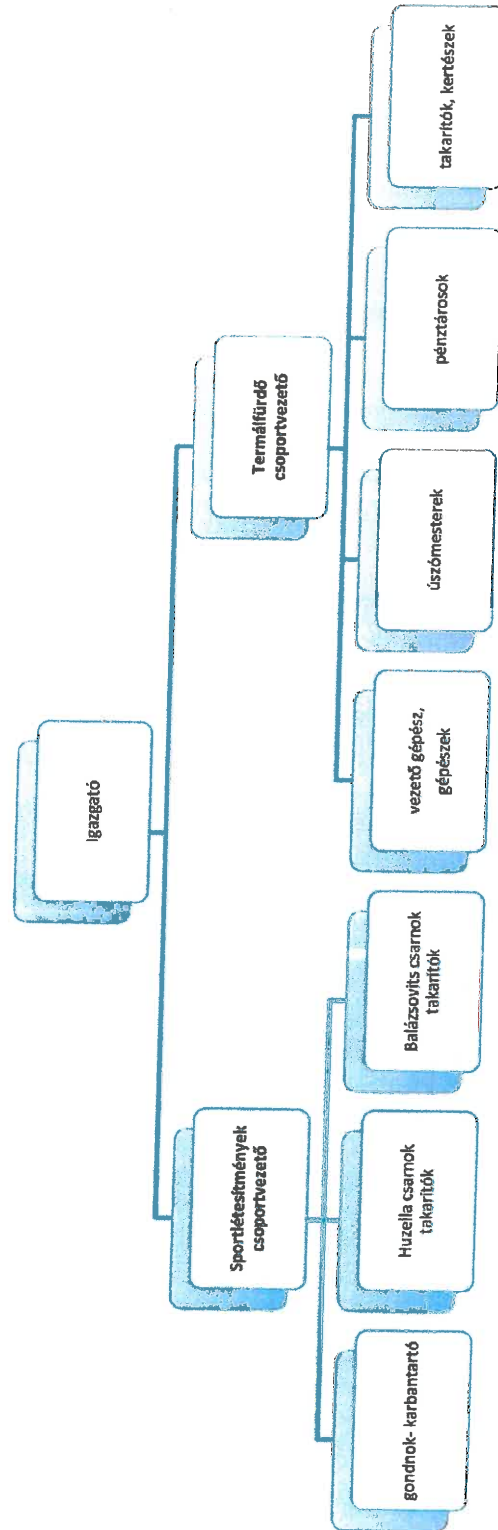 Igazgató
Sportlétesítmények
csoportvezető
Termálfürdő
csoportvezető
gondnok- karbantartó
Huzella csarnok
takarítók
Balázsovits csarnok
takarítók
vezető gépész,
gépészek
úszómesterek
pénztárosok
takarítók, kertészek